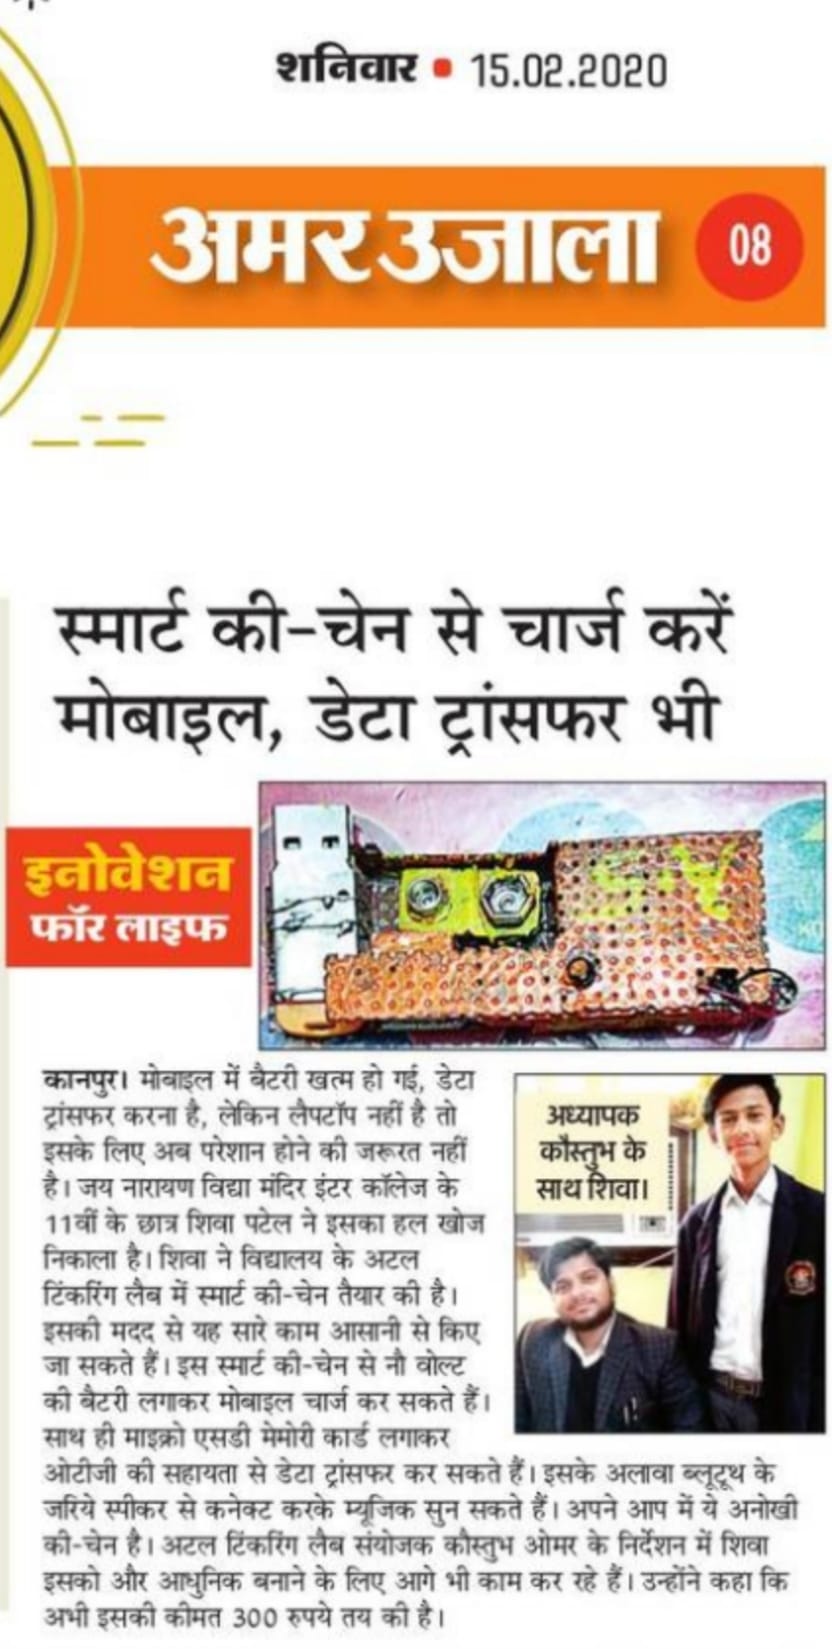 शनिवार • 15.02.2020
अमर उजाला 08
स्मार्ट की-चेन से चार्ज करें
मोबाइल, डेटा ट्रांसफर भी
इनोवेशन
फॉर लाइफ
कानपुर। मोबाइल में बैटरी खत्म हो गई, डेटा
ट्रांसफर करना है, लेकिन लैपटॉप नहीं है तो
इसके लिए अब परेशान होने की जरूरत नहीं
है। जय नारायण विद्या मंदिर इंटर कॉलेज के
11वीं के छात्र शिवा पटेल ने इसका हल खोज
निकाला है। शिवा ने विद्यालय के अटल
टिंकरिंग लैब में स्मार्ट की-चेन तैयार की है।
इसकी मदद से यह सारे काम आसानी से किए
जा सकते हैं। इस स्मार्ट की-चेन से नौ वोल्ट
की बैटरी लगाकर मोबाइल चार्ज कर सकते हैं।
साथ ही माइक्रो एसडी मेमोरी कार्ड लगाकर
ओटीजी की सहायता से डेटा ट्रांसफर कर सकते हैं। इसके अलावा ब्लूटूथ के
जरिये स्पीकर से कनेक्ट करके म्यूजिक सुन सकते हैं। अपने आप में ये अनोखी
की-चेन है। अटल टिंकरिंग लैब संयोजक कौस्तुभ ओमर के निर्देशन में शिवा
इसको और आधुनिक बनाने के लिए आगे भी काम कर रहे हैं। उन्होंने कहा कि
अभी इसकी कीमत 300 रुपये तय की है।
अध्यापक
कौस्तुभ के
साथ शिवा।